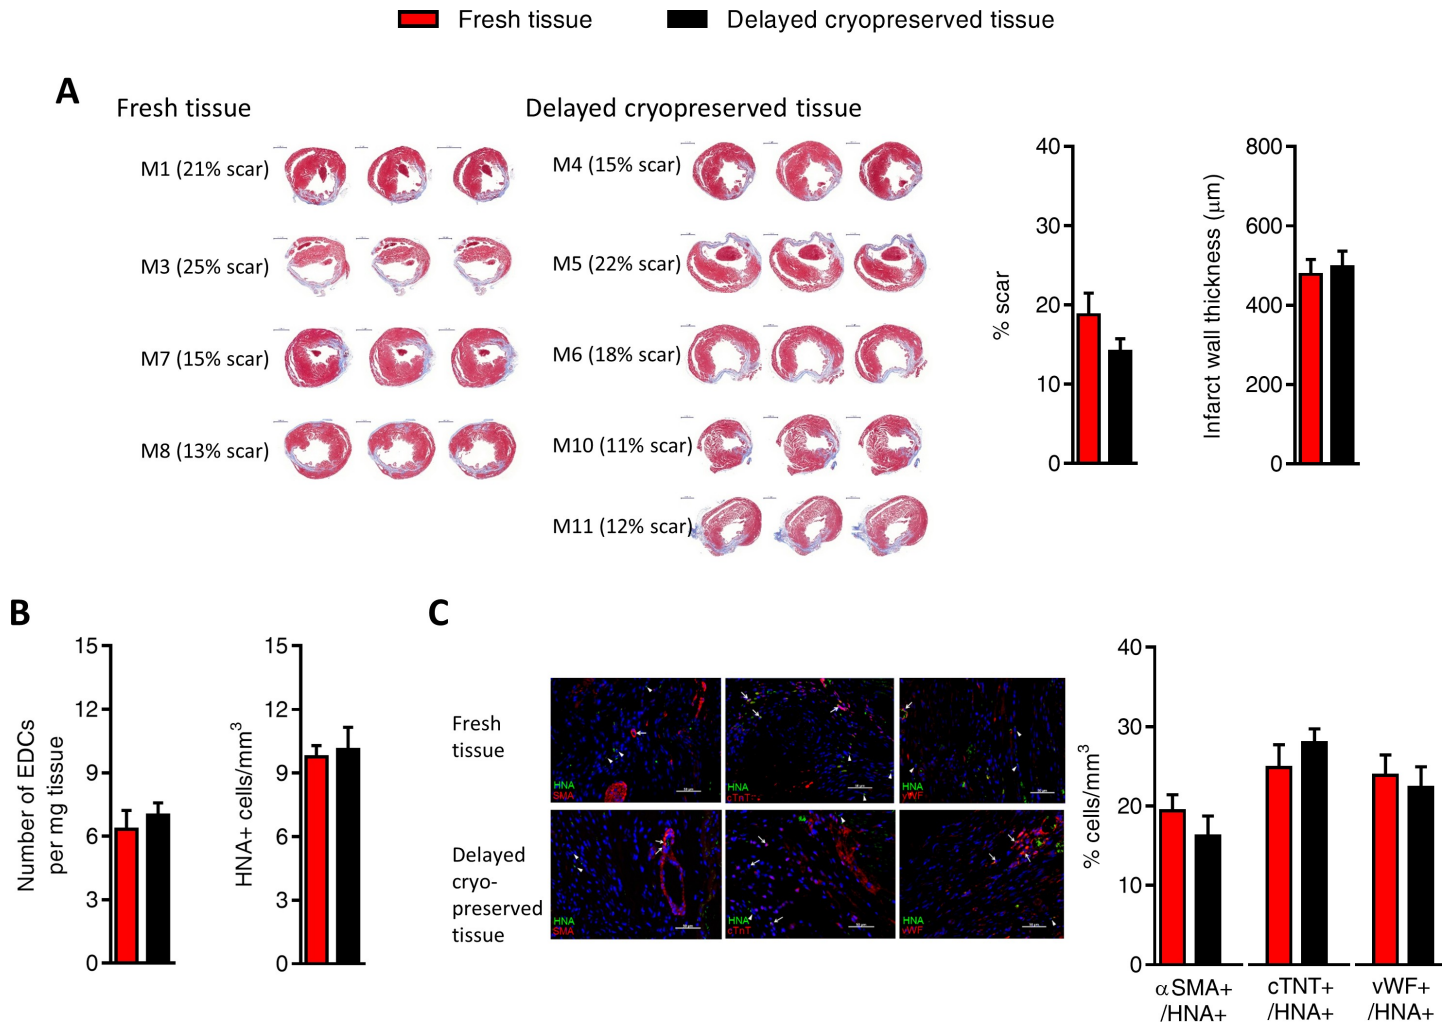 Fresh tissue
Delayed cryopreserved tissue
A
Fresh tissue
Delayed cryopreserved tissue
M1 (21% scar)
M3 (25% scar)
M7 (15% scar)
M8 (13% scar)
M4 (15% scar)
M5 (22% scar)
M6 (18% scar)
M10 (11% scar)
M11 (12% scar)
40
30
20
10
0
% scar
800
600
400
200
0
Infarct wall thickness (μm)
B
15
12
9
6
3
0
Number of EDCs
per mg tissue
15
12
9
6
3
0
HNA+ cells/mm³
C
Fresh
tissue
HNA
SMA
HNA
cTnT
HNA
vWF
Delayed
cryo-
preserved
tissue
HNA
SMA
HNA
cTnT
HNA
vWF
40
30
20
10
0
% cells/mm³
αSMA+
/HNA+
cTNT+
/HNA+
vWF+
/HNA+